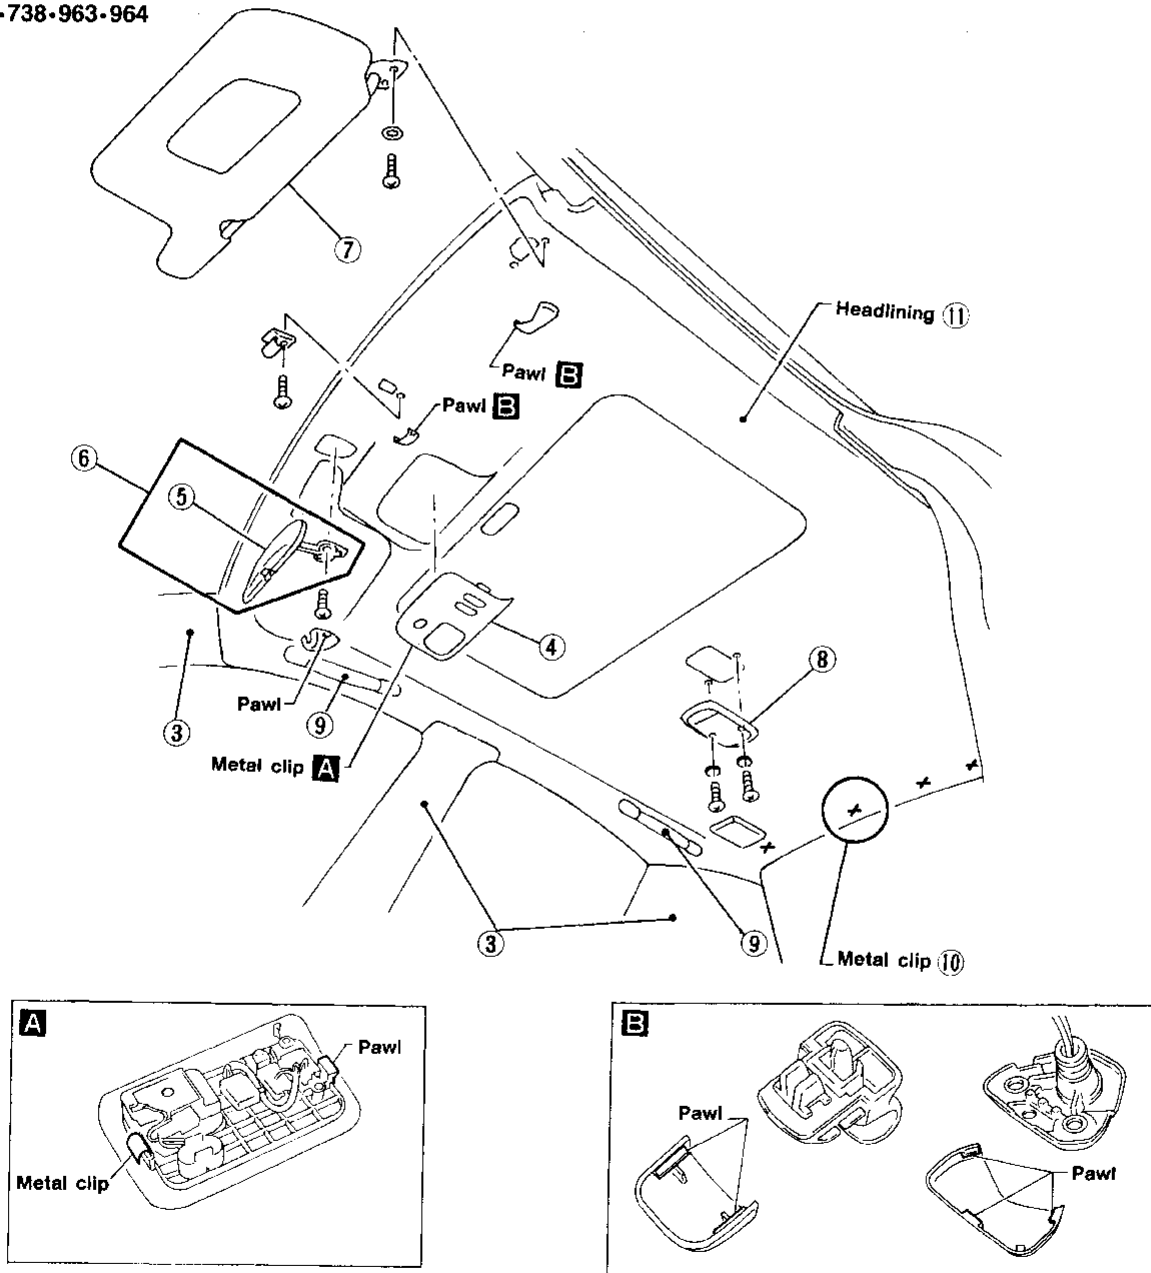 •738•963•964
7
Headlining 11
Pawl B
Pawl B
6
5
4
8
Pawl
9
3
Metal clip A
3
9
Metal clip 10
A
Pawl
Metal clip
B
Pawl
Pawl